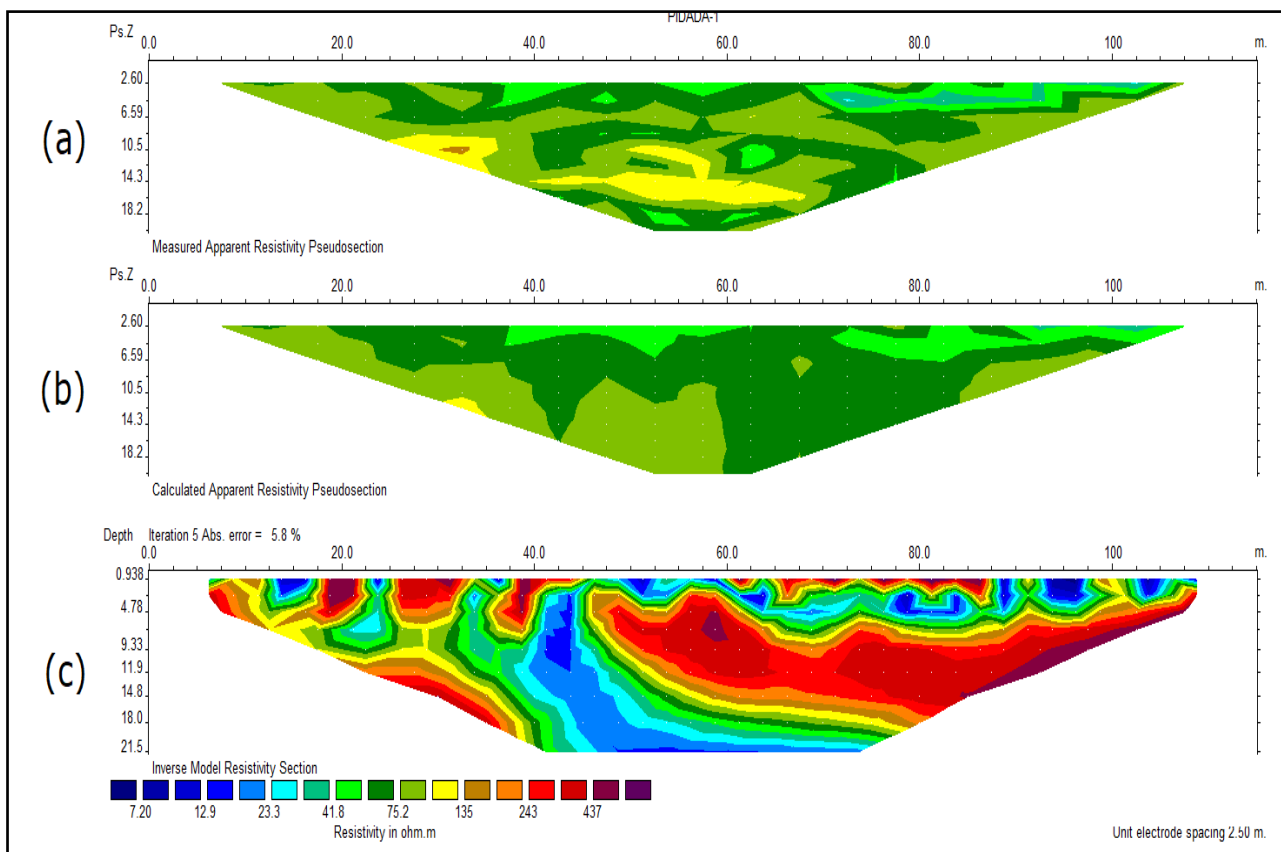 PIDADA-1
Ps.Z 0.0 20.0 40.0 60.0 80.0 100 m.
2.60
6.59
(a)
10.5
14.3
18.2
Measured Apparent Resistivity Pseudosection
Ps.Z
0.0 20.0 40.0 60.0 80.0 100 m.
2.60
6.59
(b)
10.5
14.3
18.2
Calculated Apparent Resistivity Pseudosection
Depth Iteration 5 Abs. error = 5.8 %
0.0 20.0 40.0 60.0 80.0 100 m.
0.938
4.78
9.33
(c)
11.9
14.8
18.0
21.5
Inverse Model Resistivity Section
7.20 12.9 23.3 41.8 75.2 135 243 437
Resistivity in ohm.m Unit electrode spacing 2.50 m.